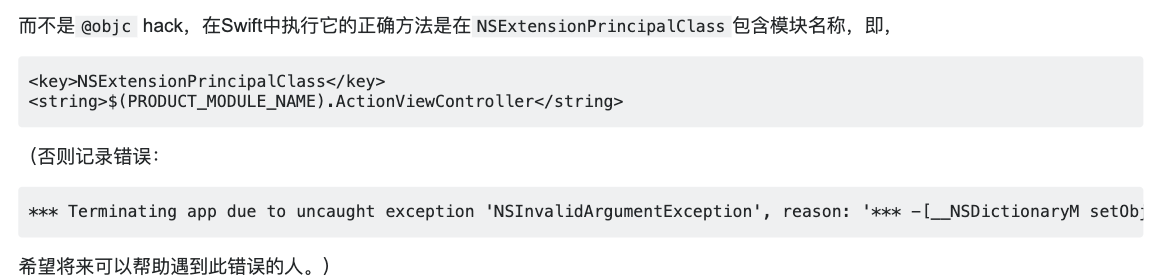 而不是 @objc hack，在Swift中执行它的正确方法是在 NSExtensionPrincipalClass 包含模块名称，即，
<key>NSExtensionPrincipalClass</key>
<string>$(PRODUCT_MODULE_NAME).ActionViewController</string>
（否则记录错误：
*** Terminating app due to uncaught exception 'NSInvalidArgumentException', reason: '*** -[__NSDictionaryM setObj
希望将来可以帮助遇到此错误的人。）